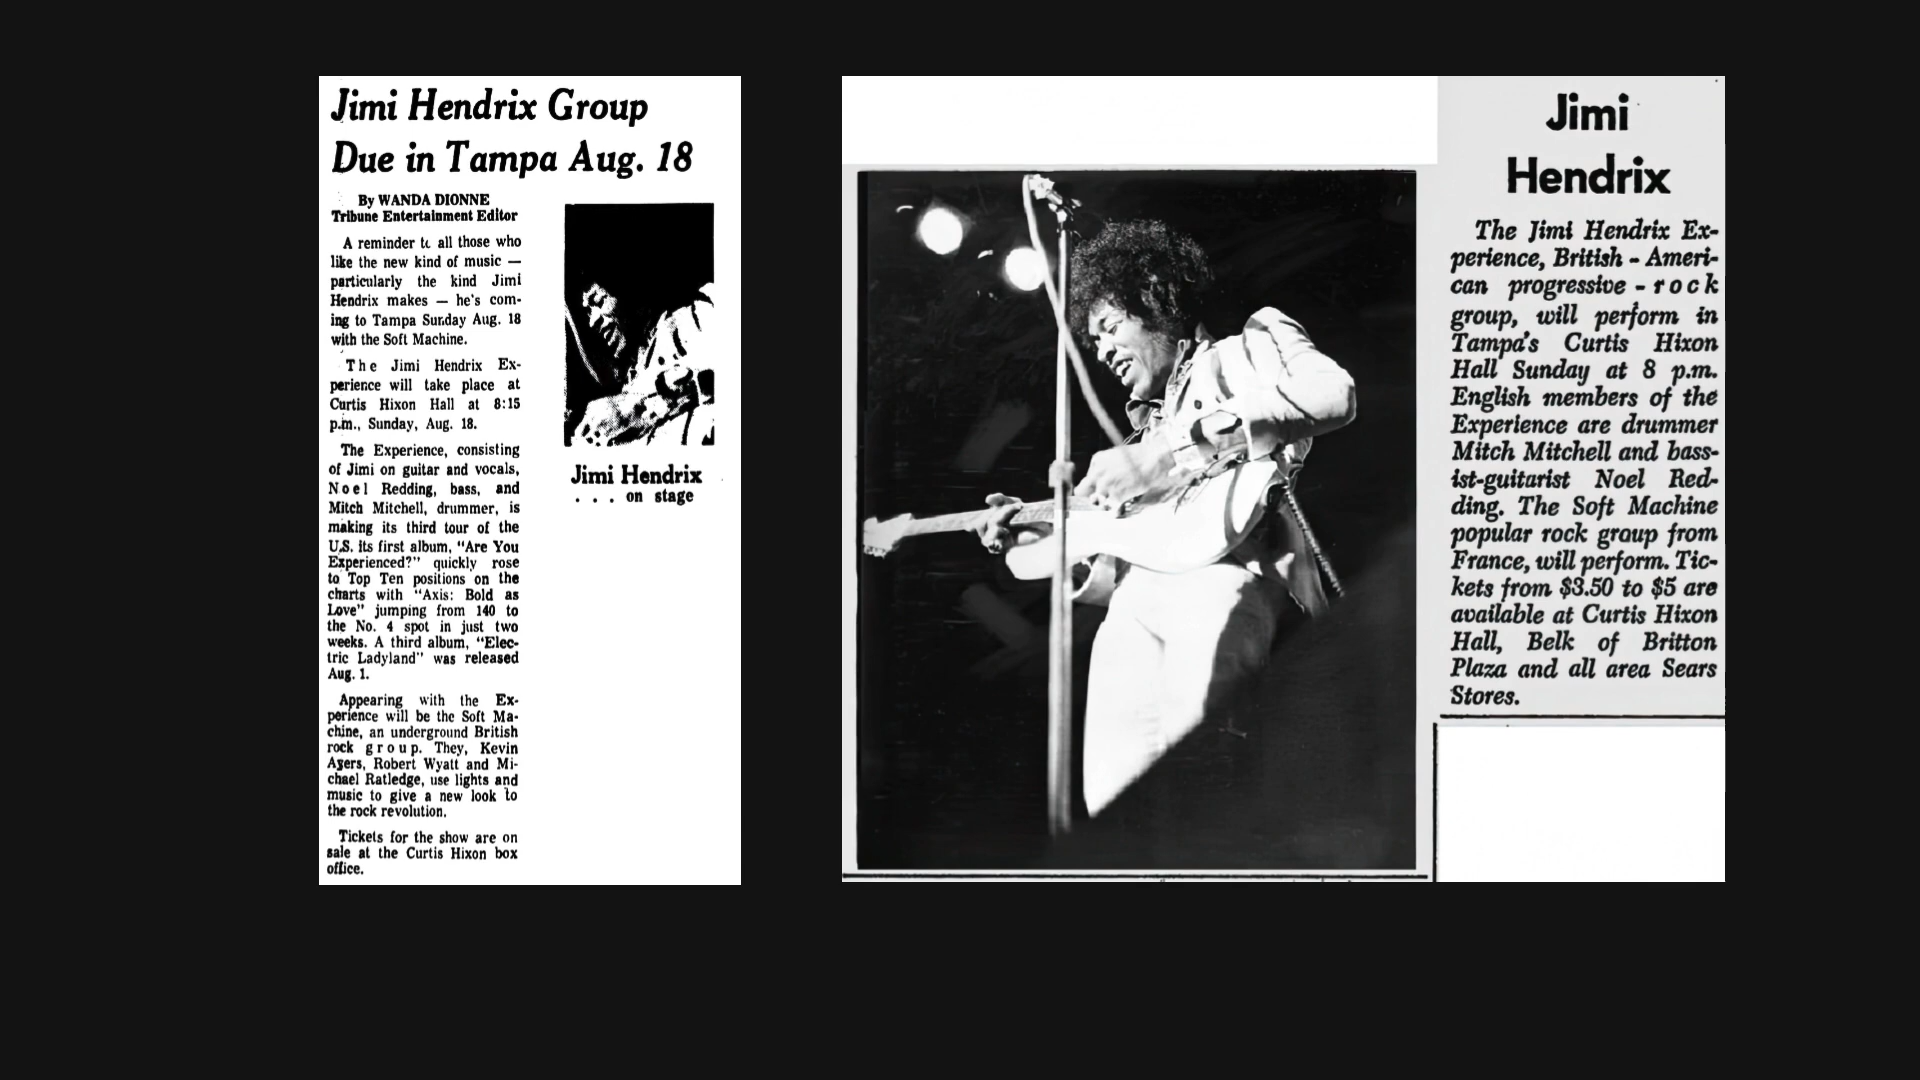 Jimi Hendrix Group
Due in Tampa Aug. 18
By WANDA DIONNE
Tribune Entertainment Editor
A reminder to all those who
like the new kind of music —
particularly the kind Jimi
Hendrix makes — he's com-
ing to Tampa Sunday Aug. 18
with the Soft Machine.
The Jimi Hendrix Ex-
perience will take place at
Curtis Hixon Hall at 8:15
p.m., Sunday, Aug. 18.
The Experience, consisting
of Jimi on guitar and vocals,
Noel Redding, bass, and
Mitch Mitchell, drummer, is
making its third tour of the
U.S. its first album, "Are You
Experienced?" quickly rose
to Top Ten positions on the
charts with "Axis: Bold as
Love" jumping from 140 to
the No. 4 spot in just two
weeks. A third album, "Elec-
tric Ladyland" was released
Aug. 1.
Appearing with the Ex-
perience will be the Soft Ma-
chine, an underground British
rock group. They, Kevin
Ayers, Robert Wyatt and Mi-
chael Ratledge, use lights and
music to give a new look to
the rock revolution.
Tickets for the show are on
sale at the Curtis Hixon box
office.
Jimi Hendrix
. . . on stage
Jimi
Hendrix
The Jimi Hendrix Ex-
perience, British - Ameri-
can progressive - rock
group, will perform in
Tampa's Curtis Hixon
Hall Sunday at 8 p.m.
English members of the
Experience are drummer
Mitch Mitchell and bass-
ist-guitarist Noel Red-
ding. The Soft Machine
popular rock group from
France, will perform. Tic-
kets from $3.50 to $5 are
available at Curtis Hixon
Hall, Belk of Britton
Plaza and all area Sears
Stores.